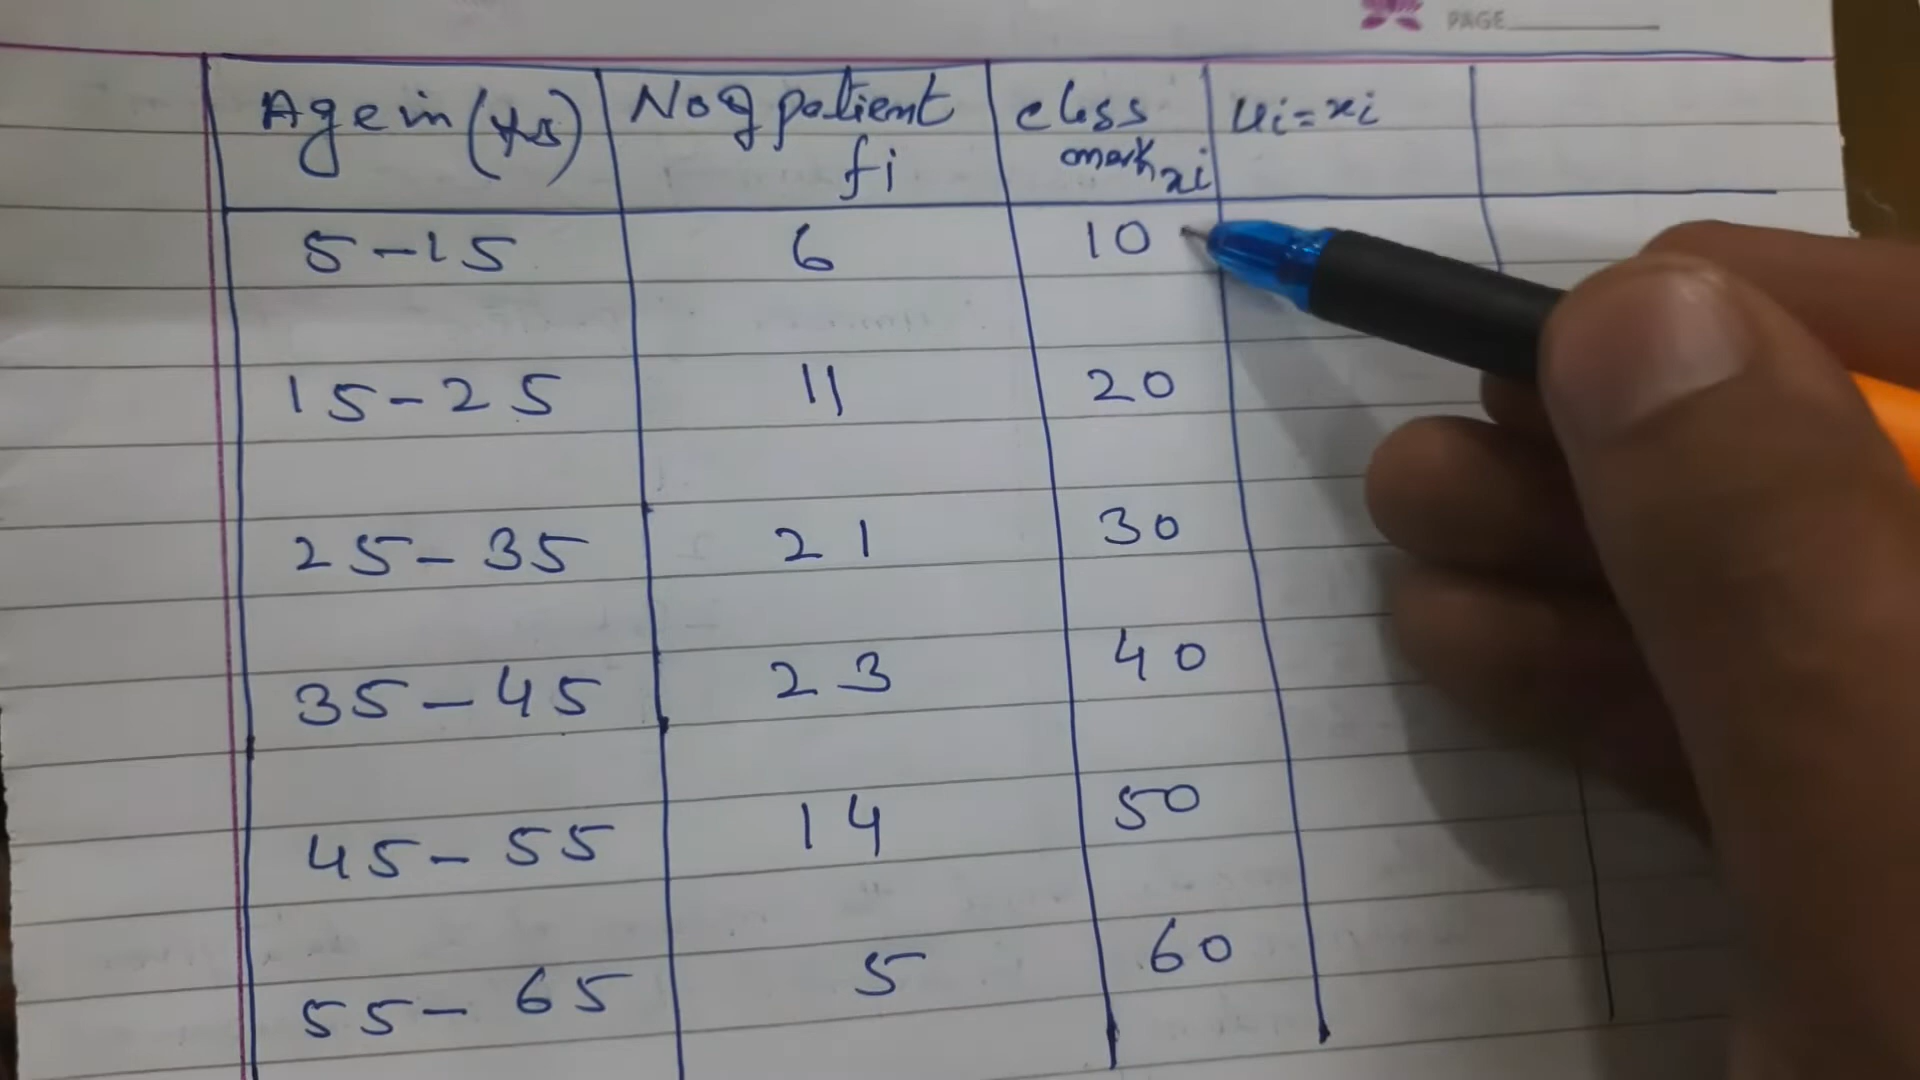 PAGE
Age in (yrs) No of patient class ui = xi
fi mark xi
5-15 6 10
15-25 11 20
25-35 21 30
35-45 23 40
45-55 14 50
55-65 5 60